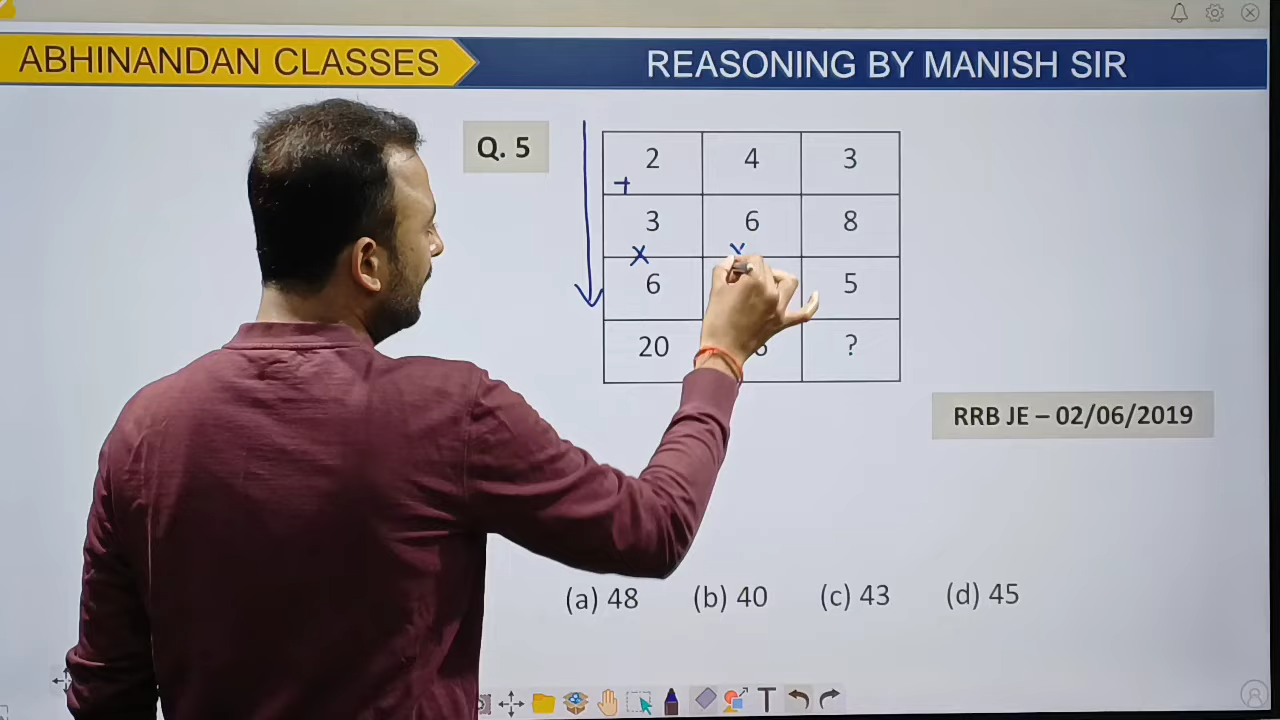 ABHINANDAN CLASSES
REASONING BY MANISH SIR
Q. 5
2 4 3
+
3 6 8
× ×
6 5
20 ?
RRB JE – 02/06/2019
(a) 48 (b) 40 (c) 43 (d) 45
T